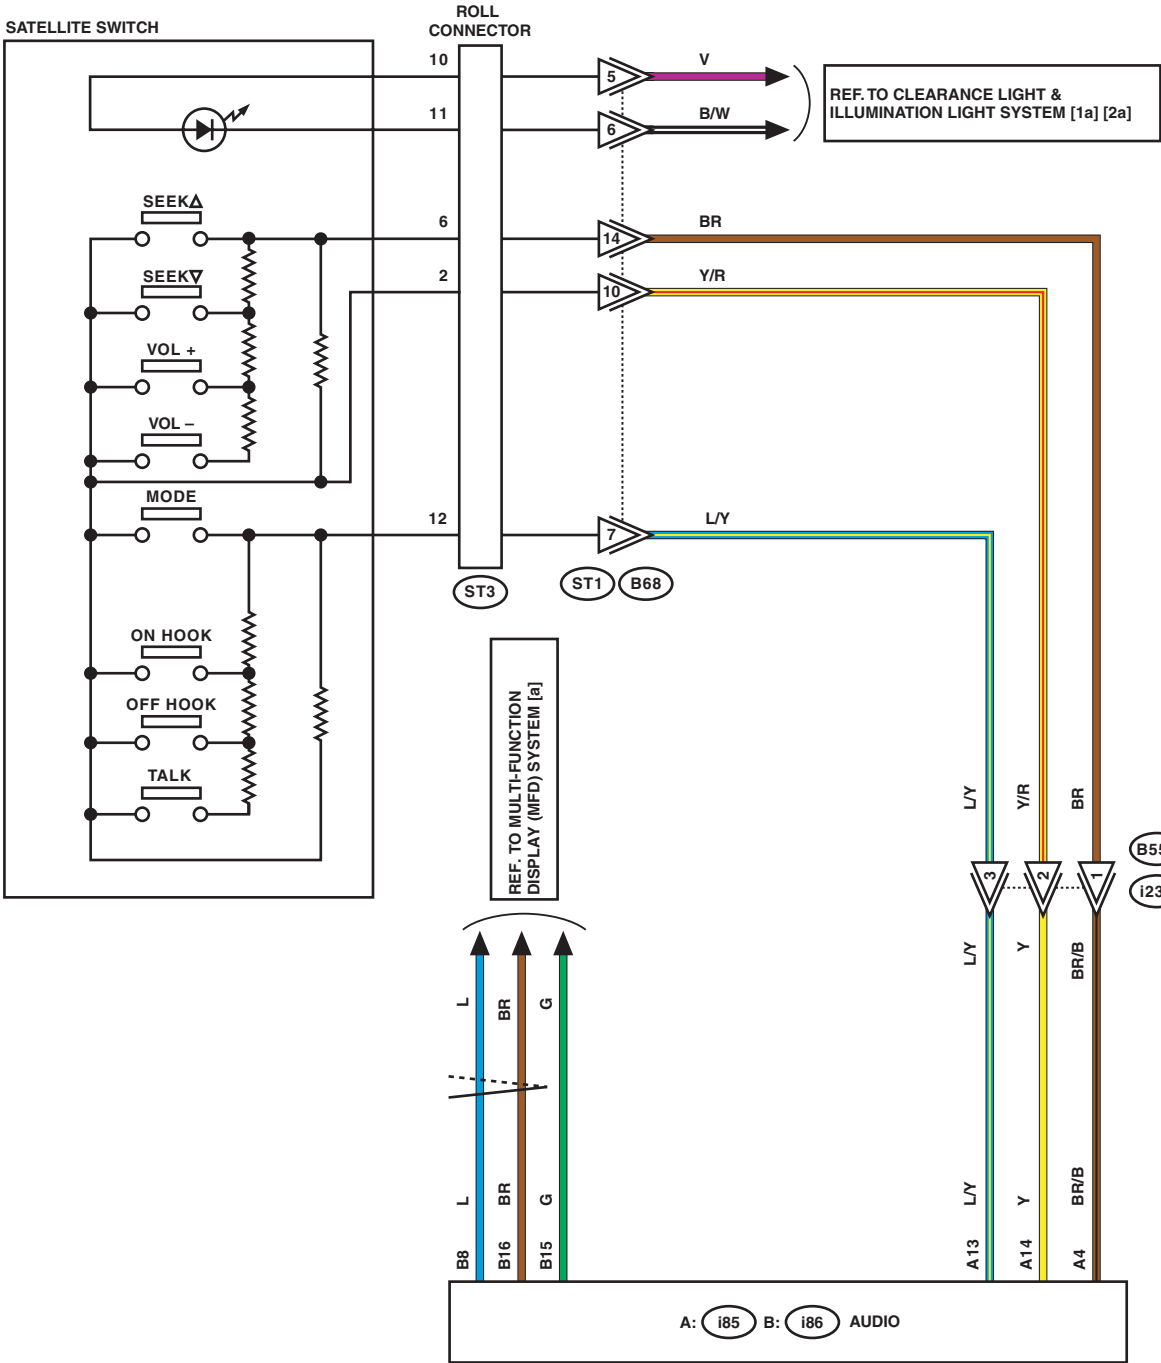 SATELLITE SWITCH
ROLL
CONNECTOR
10
5
V
11
6
B/W
REF. TO CLEARANCE LIGHT &
ILLUMINATION LIGHT SYSTEM [1a] [2a]
SEEK△
6
14
BR
SEEK▽
2
10
Y/R
VOL +
VOL –
MODE
12
7
L/Y
ST3
ST1
B68
ON HOOK
OFF HOOK
TALK
REF. TO MULTI-FUNCTION
DISPLAY (MFD) SYSTEM [a]
L/Y
Y/R
BR
3
2
1
B55
i23
L/Y
Y
BR/B
L
BR
G
L
BR
G
L/Y
Y
BR/B
B8
B16
B15
A13
A14
A4
A: i85 B: i86 AUDIO